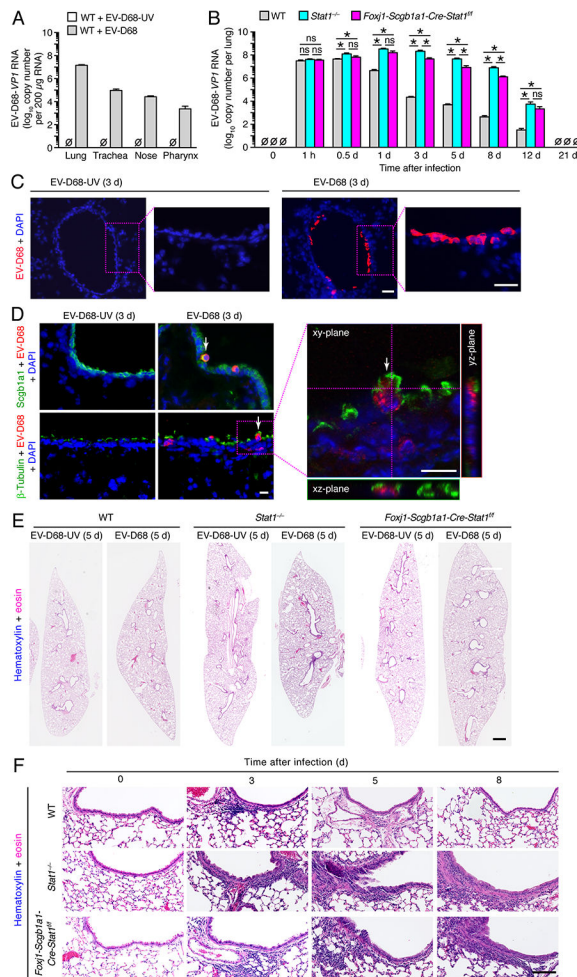 A
WT + EV-D68-UV
WT + EV-D68
EV-D68-VP1 RNA
(log10 copy number
per 200 µg RNA)
10
8
6
4
2
0
Ø Ø Ø Ø
Lung Trachea Nose Pharynx
B
WT Stat1-/- Foxj1-Scgb1a1-Cre-Stat1f/f
EV-D68-VP1 RNA
(log10 copy number per lung)
10
8
6
4
2
0
ns
ns ns
*
* ns
*
* ns
*
* *
*
* *
*
* *
*
* ns
Ø Ø Ø
Ø Ø Ø
0 1 h 0.5 d 1 d 3 d 5 d 8 d 12 d 21 d
Time after infection
C
EV-D68-UV (3 d)
EV-D68 (3 d)
EV-D68 + DAPI
D
EV-D68-UV (3 d)
EV-D68 (3 d)
Scgb1a1 + EV-D68
+ DAPI
β-Tubulin + EV-D68
+ DAPI
xy-plane
yz-plane
xz-plane
E
WT
Stat1-/-
Foxj1-Scgb1a1-Cre-Stat1f/f
EV-D68-UV (5 d) EV-D68 (5 d)
EV-D68-UV (5 d) EV-D68 (5 d)
EV-D68-UV (5 d) EV-D68 (5 d)
Hematoxylin + eosin
F
Time after infection (d)
0 3 5 8
Hematoxylin + eosin
WT
Stat1-/-
Foxj1-Scgb1a1-
Cre-Stat1f/f